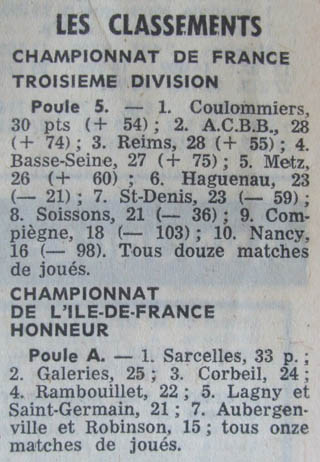 LES CLASSEMENTS
CHAMPIONNAT DE FRANCE
TROISIEME DIVISION
Poule 5. — 1. Coulommiers,
30 pts (+ 54) ; 2. A.C.B.B., 28
(+ 74) ; 3. Reims, 28 (+ 55) ; 4.
Basse-Seine, 27 (+ 75) ; 5. Metz,
26 (+ 60) ; 6. Haguenau, 23
(— 21) ; 7. St-Denis, 23 (— 59) ;
8. Soissons, 21 (— 36) ; 9. Com-
piègne, 18 (— 103) ; 10. Nancy,
16 (— 98). Tous douze matches
de joués.
CHAMPIONNAT
DE L'ILE-DE-FRANCE
HONNEUR
Poule A. — 1. Sarcelles, 33 p. ;
2. Galeries, 25 ; 3. Corbeil, 24 ;
4. Rambouillet, 22 ; 5. Lagny et
Saint-Germain, 21 ; 7. Aubergen-
ville et Robinson, 15 ; tous onze
matches de joués.